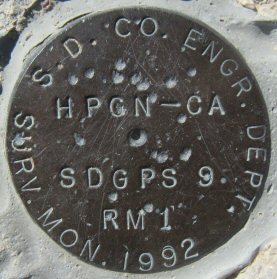 S.D. CO. ENGR. DEPT.
HPGN-CA
SDGPS 9.
RM 1
SURV. MON. 1992